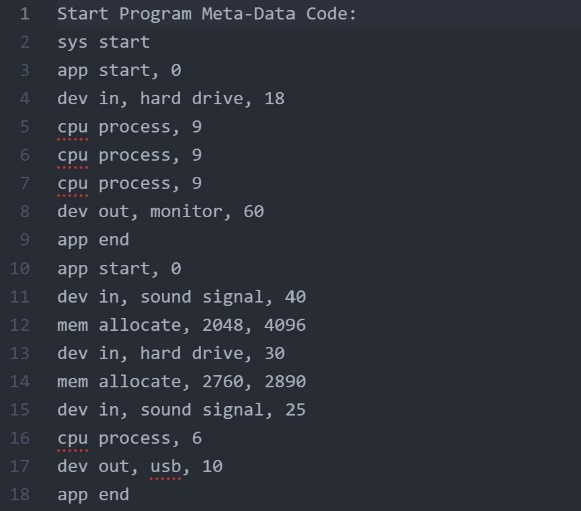 1 Start Program Meta-Data Code:
2 sys start
3 app start, 0
4 dev in, hard drive, 18
5 cpu process, 9
6 cpu process, 9
7 cpu process, 9
8 dev out, monitor, 60
9 app end
10 app start, 0
11 dev in, sound signal, 40
12 mem allocate, 2048, 4096
13 dev in, hard drive, 30
14 mem allocate, 2760, 2890
15 dev in, sound signal, 25
16 cpu process, 6
17 dev out, usb, 10
18 app end